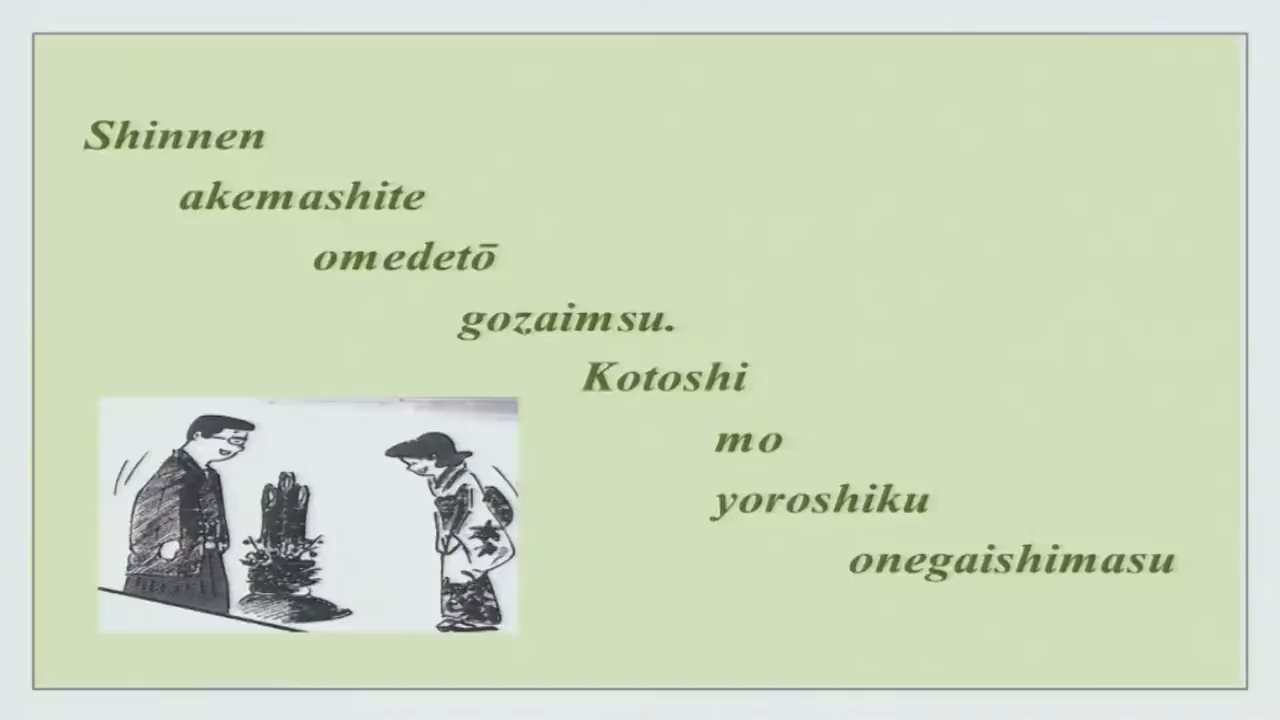 Shinnen
akemashite
omedetō
gozaimsu.
Kotoshi
mo
yoroshiku
onegaishimasu